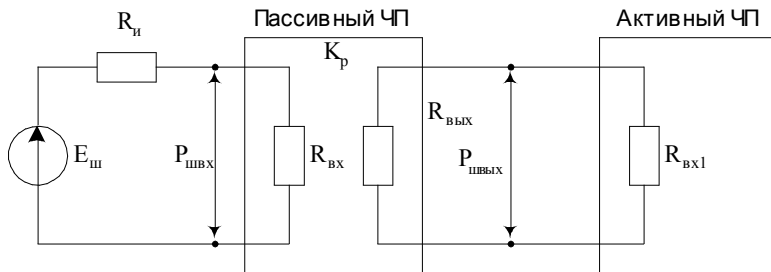 Пассивный ЧП
Активный ЧП
Rи
Kр
Eш
Pшвх
Rвх
Rвых
Pшвых
Rвх1